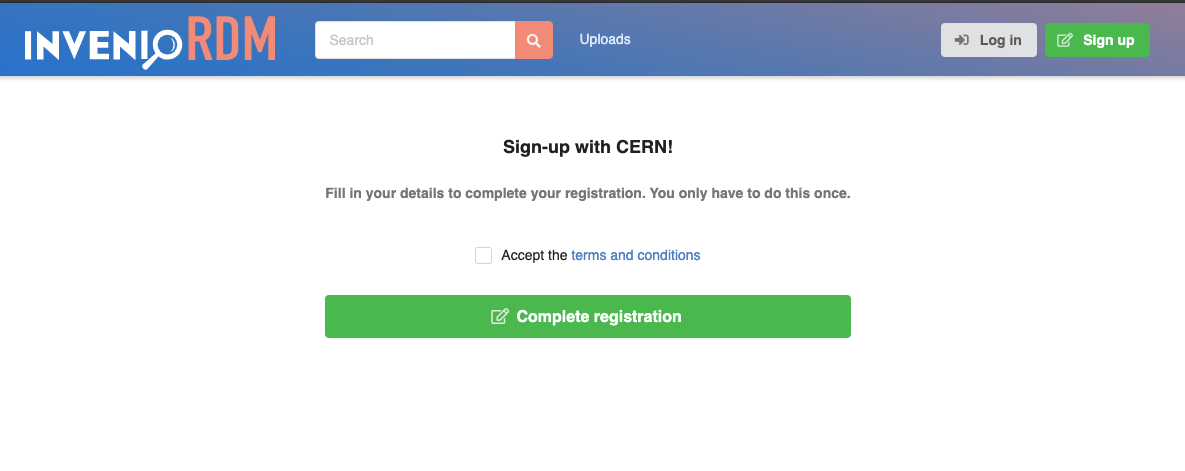 INVENIO RDM Search Uploads Log in Sign up
Sign-up with CERN!
Fill in your details to complete your registration. You only have to do this once.
Accept the terms and conditions
Complete registration